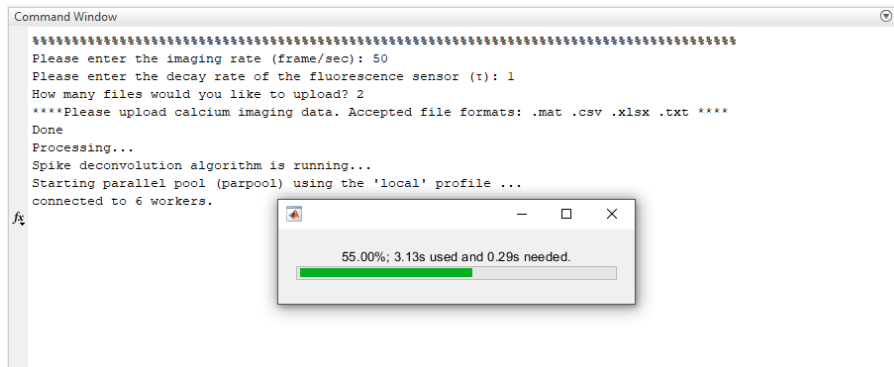 Command Window
%%%%%%%%%%%%%%%%%%%%%%%%%%%%%%%%%%%%%%%%%%%%%%%%%%%%%%%%%%%%%%%%%%%%%%%%%%%%%%%%%%%%%%%%%%
Please enter the imaging rate (frame/sec): 50
Please enter the decay rate of the fluorescence sensor (τ): 1
How many files would you like to upload? 2
****Please upload calcium imaging data. Accepted file formats: .mat .csv .xlsx .txt ****
Done
Processing...
Spike deconvolution algorithm is running...
Starting parallel pool (parpool) using the 'local' profile ...
connected to 6 workers.
fx
55.00%; 3.13s used and 0.29s needed.